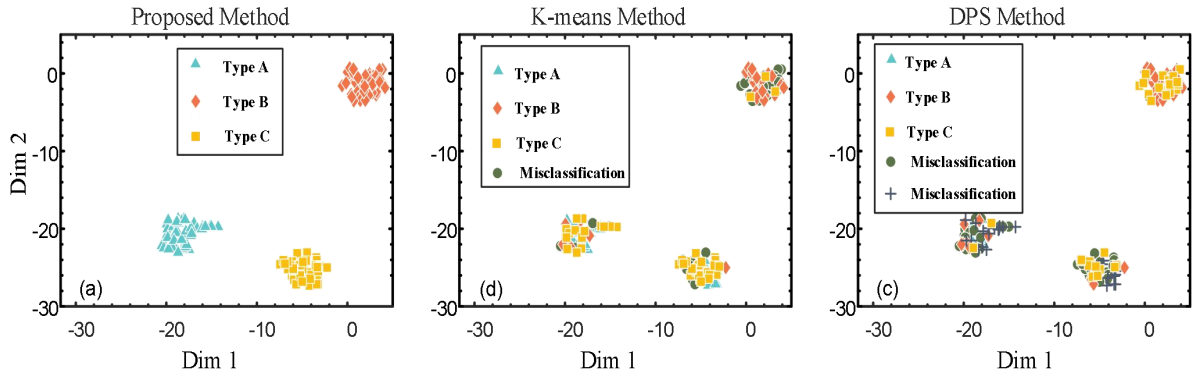 Proposed Method
K-means Method
DPS Method
Type A
Type B
Type C
Type A
Type B
Type C
Misclassification
Type A
Type B
Type C
Misclassification
Misclassification
0
-10
-20
-30
Dim 2
(a)
-30
-20
-10
0
Dim 1
0
-10
-20
-30
(d)
-30
-20
-10
0
Dim 1
0
-10
-20
-30
(c)
-30
-20
-10
0
Dim 1